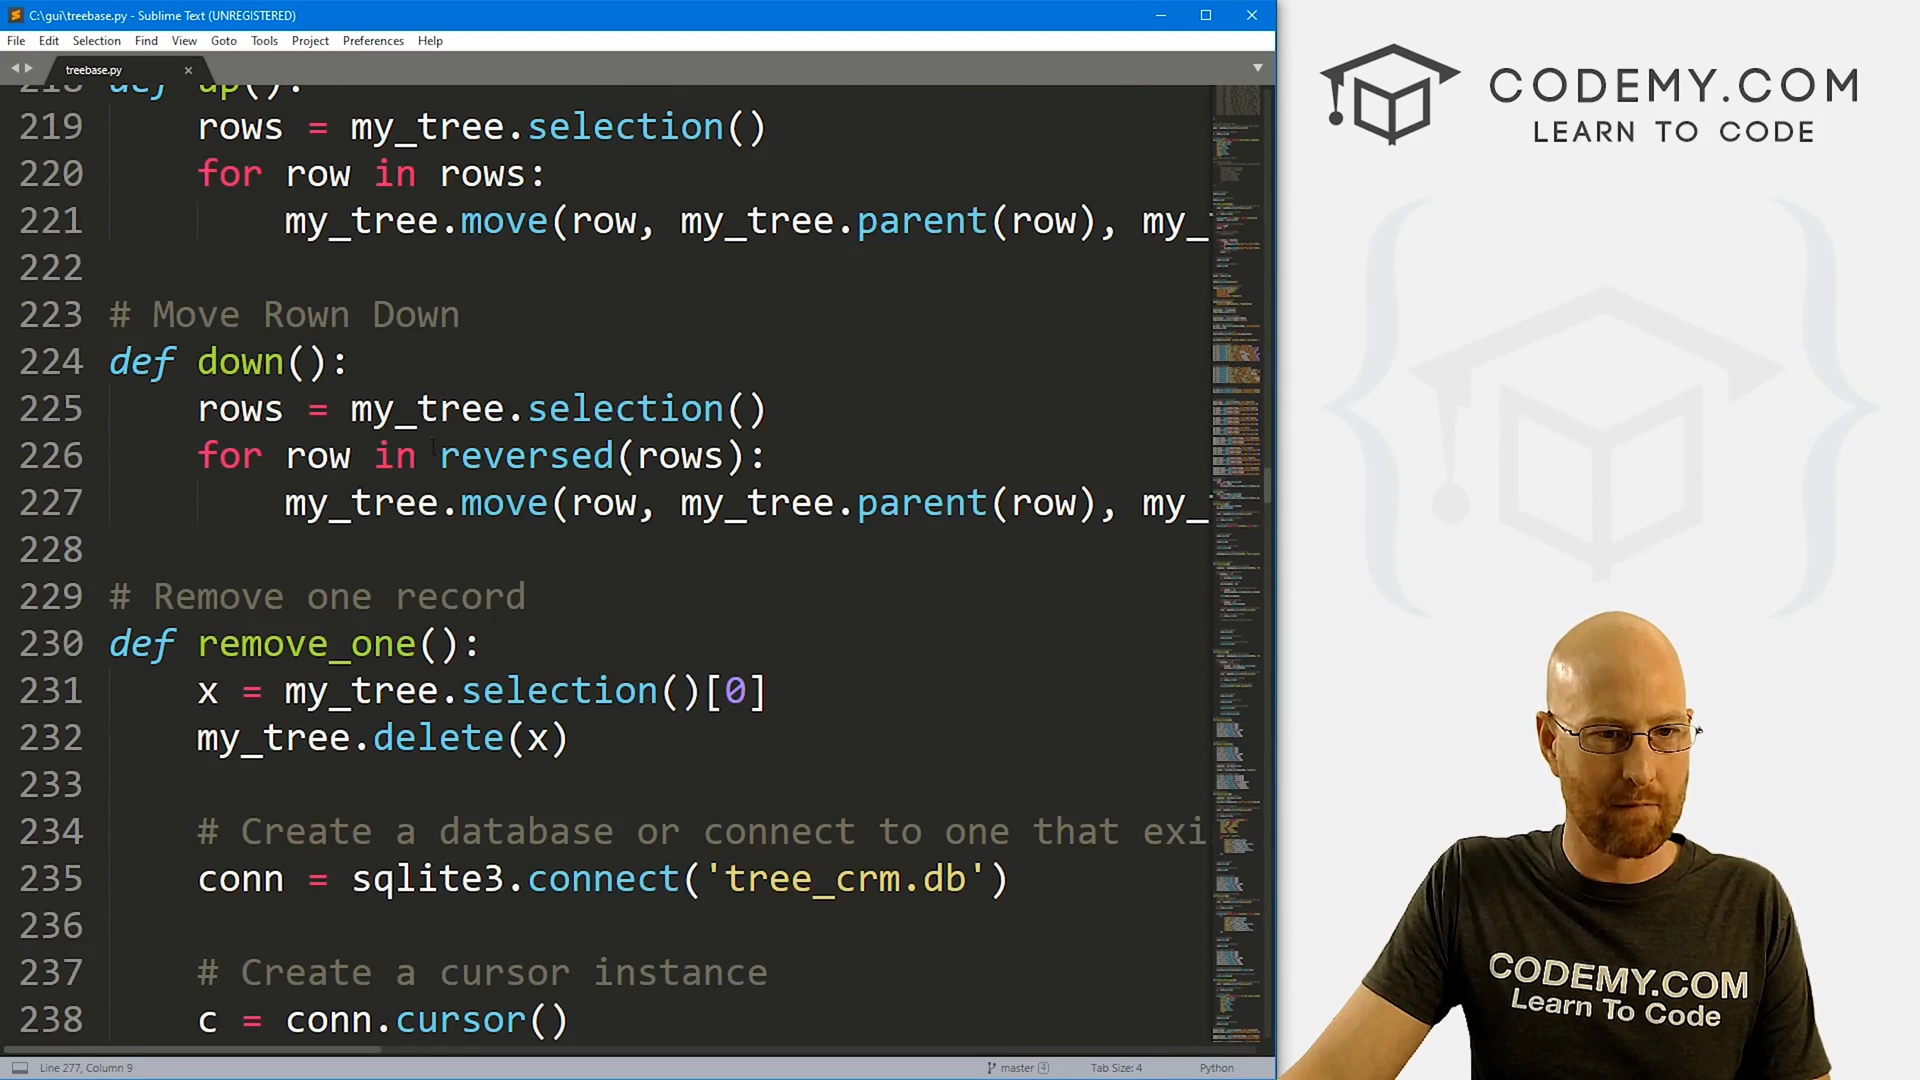 C:\gui\treebase.py - Sublime Text (UNREGISTERED)
File Edit Selection Find View Goto Tools Project Preferences Help
treebase.py
218 def up():
219 rows = my_tree.selection()
220 for row in rows:
221 my_tree.move(row, my_tree.parent(row), my_
222
223 # Move Rown Down
224 def down():
225 rows = my_tree.selection()
226 for row in reversed(rows):
227 my_tree.move(row, my_tree.parent(row), my_
228
229 # Remove one record
230 def remove_one():
231 x = my_tree.selection()[0]
232 my_tree.delete(x)
233
234 # Create a database or connect to one that exi
235 conn = sqlite3.connect('tree_crm.db')
236
237 # Create a cursor instance
238 c = conn.cursor()
Line 277, Column 9
master 4
Tab Size: 4
Python
CODEMY.COM
LEARN TO CODE
CODEMY.COM
Learn To Code